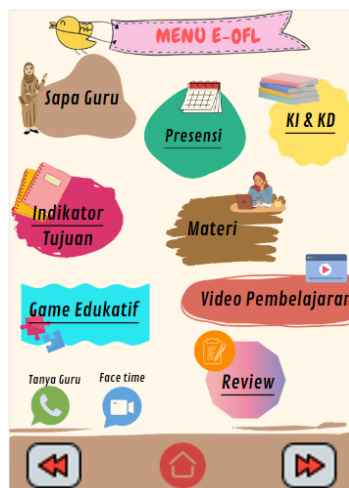 MENU E-OFL
Sapa Guru
Presensi
KI & KD
Indikator
Tujuan
Materi
Game Edukatif
Video Pembelajaran
Review
Tanya Guru
Face time